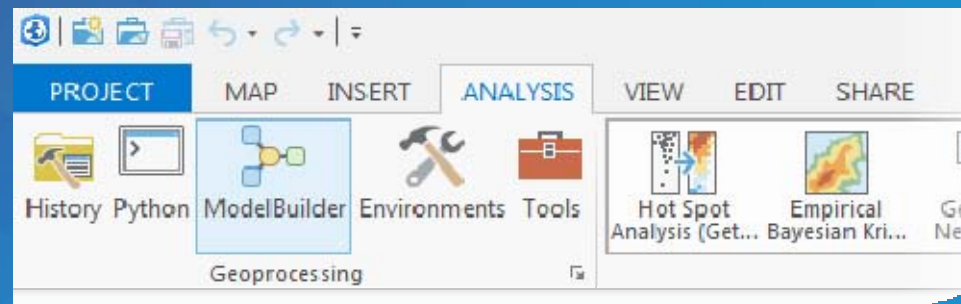 PROJECT MAP INSERT ANALYSIS VIEW EDIT SHARE
History Python ModelBuilder Environments Tools
Hot Spot Analysis (Get...
Empirical Bayesian Kri...
Geoprocessing